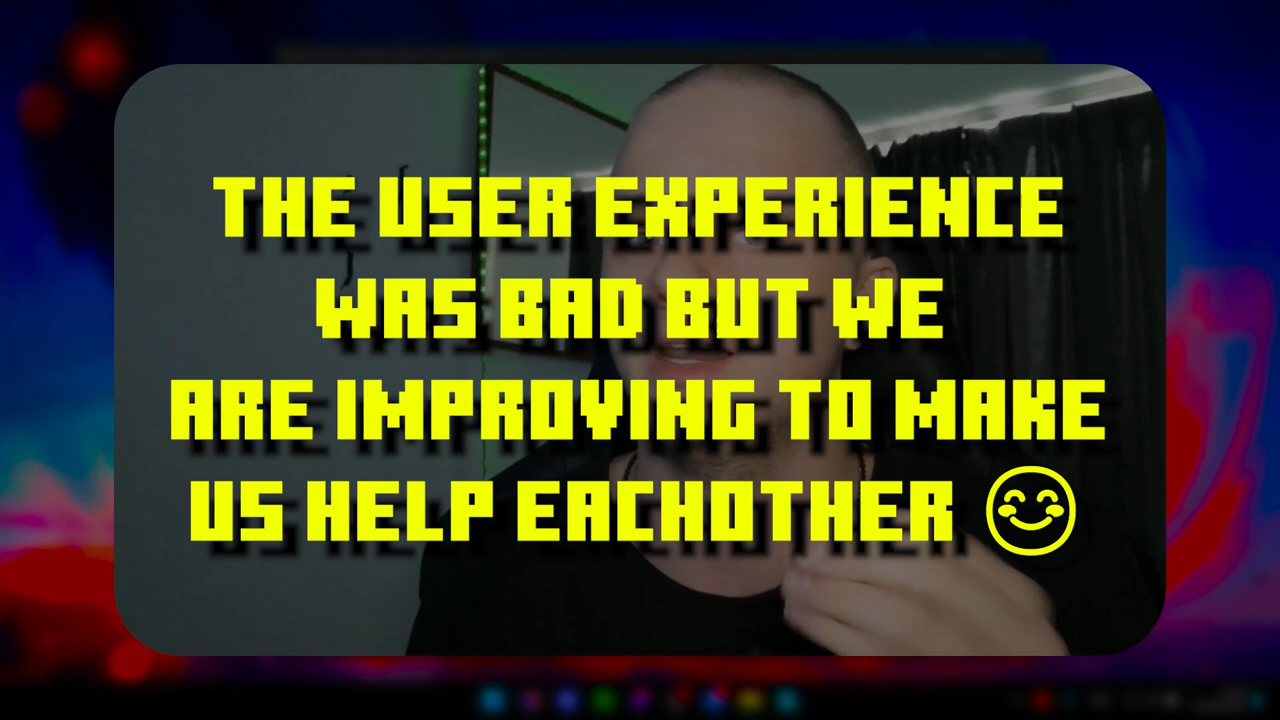 THE USER EXPERIENCE
WAS BAD BUT WE
ARE IMPROVING TO MAKE
US HELP EACHOTHER 😊